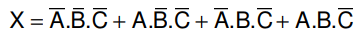 X = A̅.B̅.C̅ + A.B̅.C̅ + A̅.B.C̅ + A.B.C̅